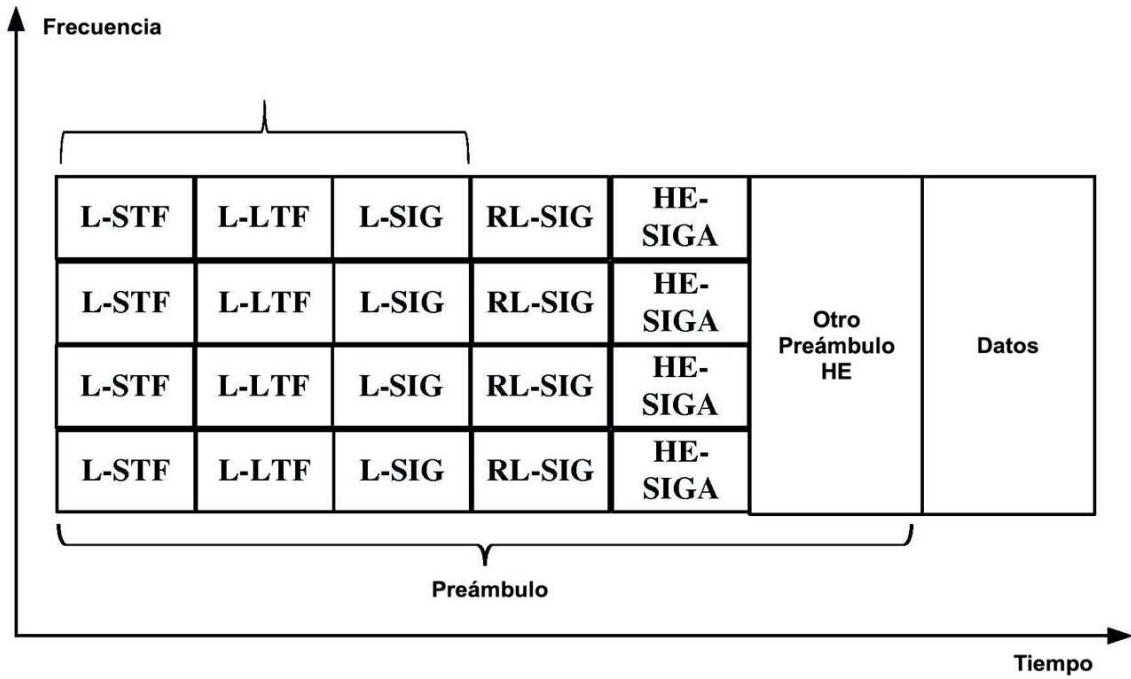 Frecuencia
L-STF L-LTF L-SIG RL-SIG HE-
SIGA
L-STF L-LTF L-SIG RL-SIG HE-
SIGA
L-STF L-LTF L-SIG RL-SIG HE-
SIGA
L-STF L-LTF L-SIG RL-SIG HE-
SIGA
Otro
Preámbulo
HE
Datos
Preámbulo
Tiempo